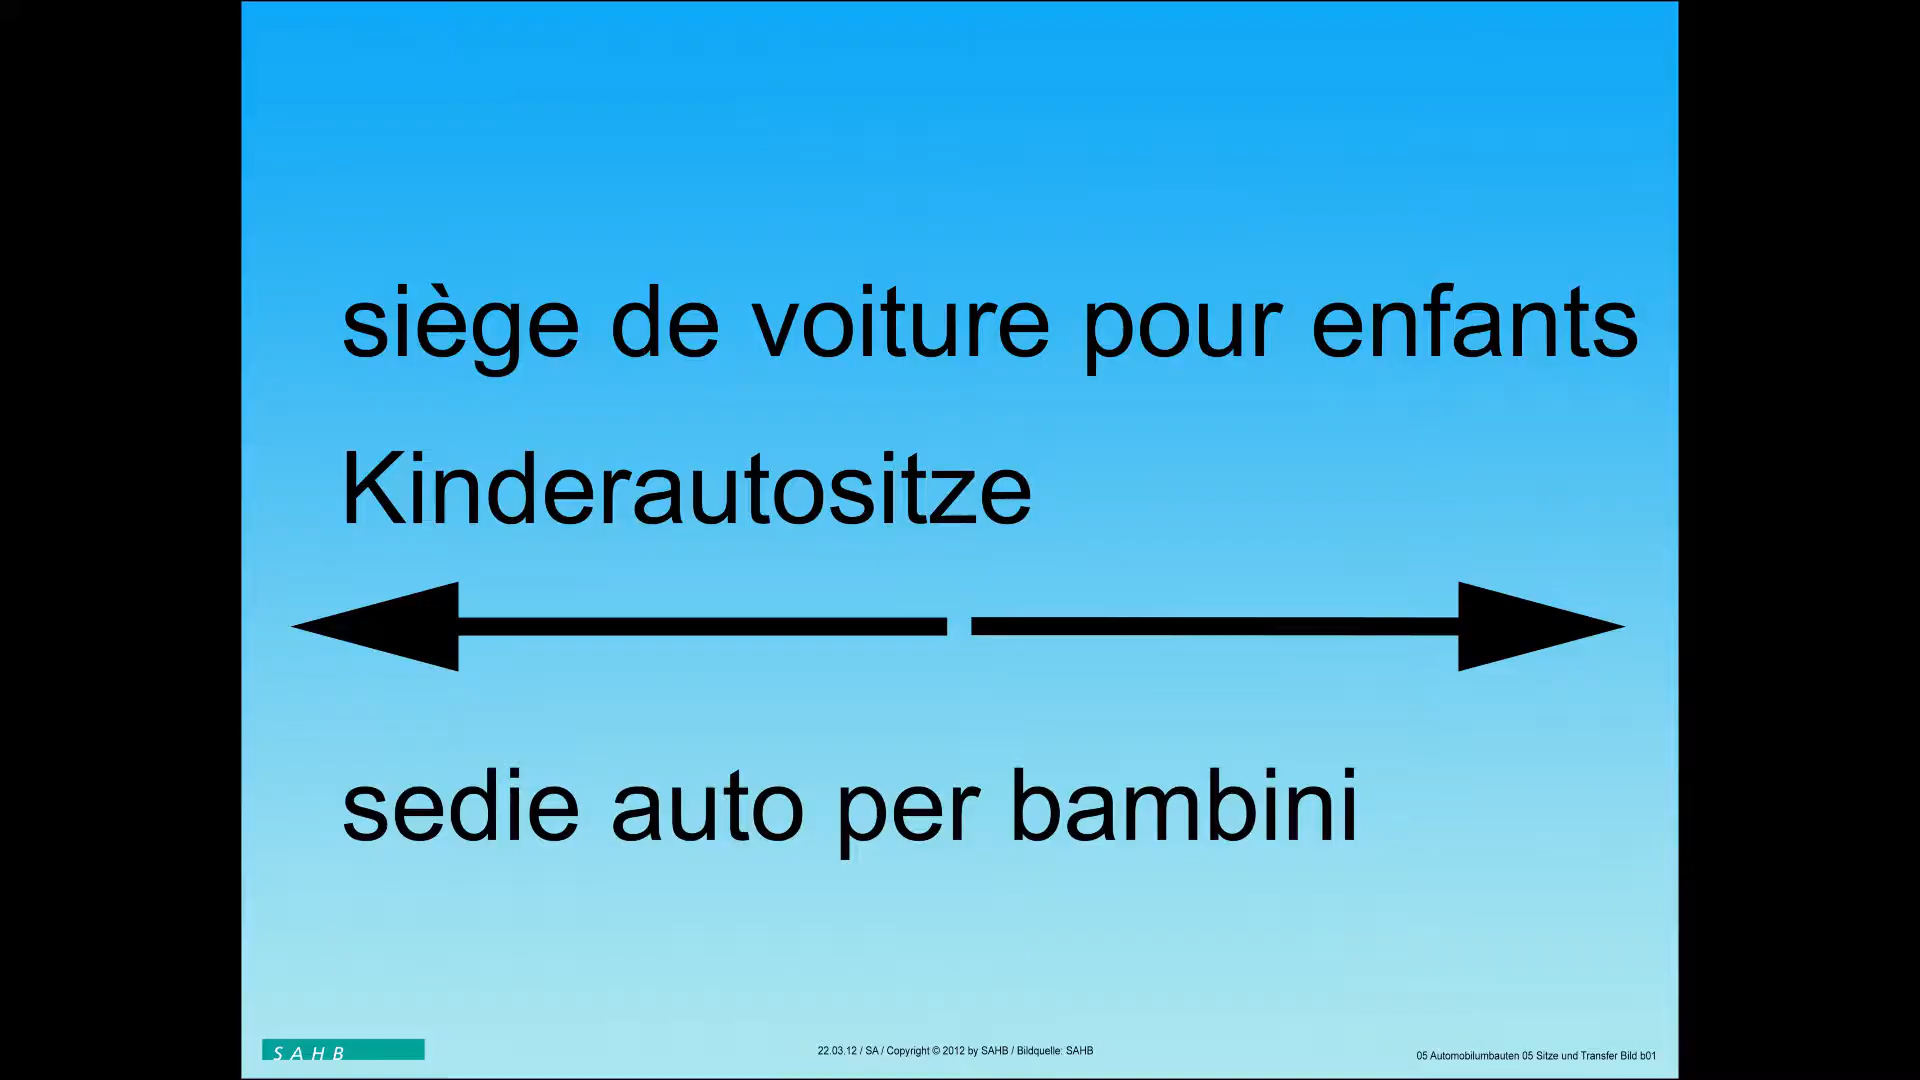 siège de voiture pour enfants
Kinderautositze
sedie auto per bambini
SAHB
22.03.12 / SA / Copyright © 2012 by SAHB / Bildquelle: SAHB
05 Automobilumbauten 05 Sitze und Transfer Bild b01